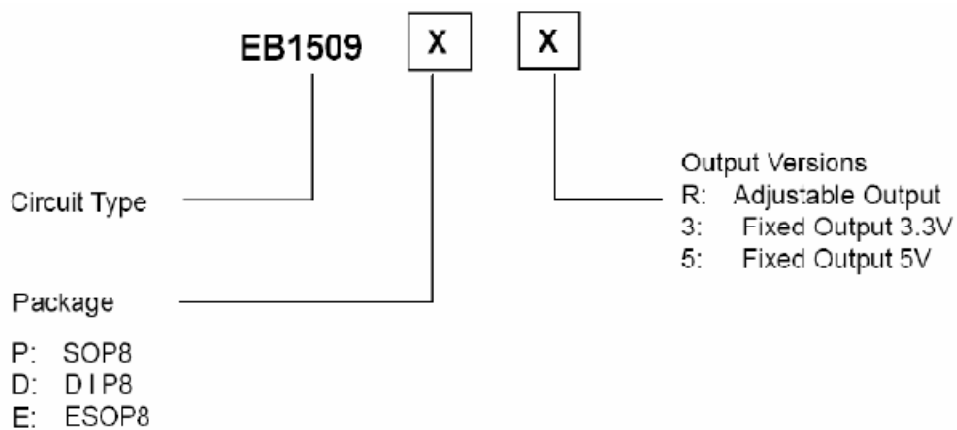 EB1509 X X
Output Versions
R: Adjustable Output
3: Fixed Output 3.3V
5: Fixed Output 5V
Circuit Type
Package
P: SOP8
D: DIP8
E: ESOP8